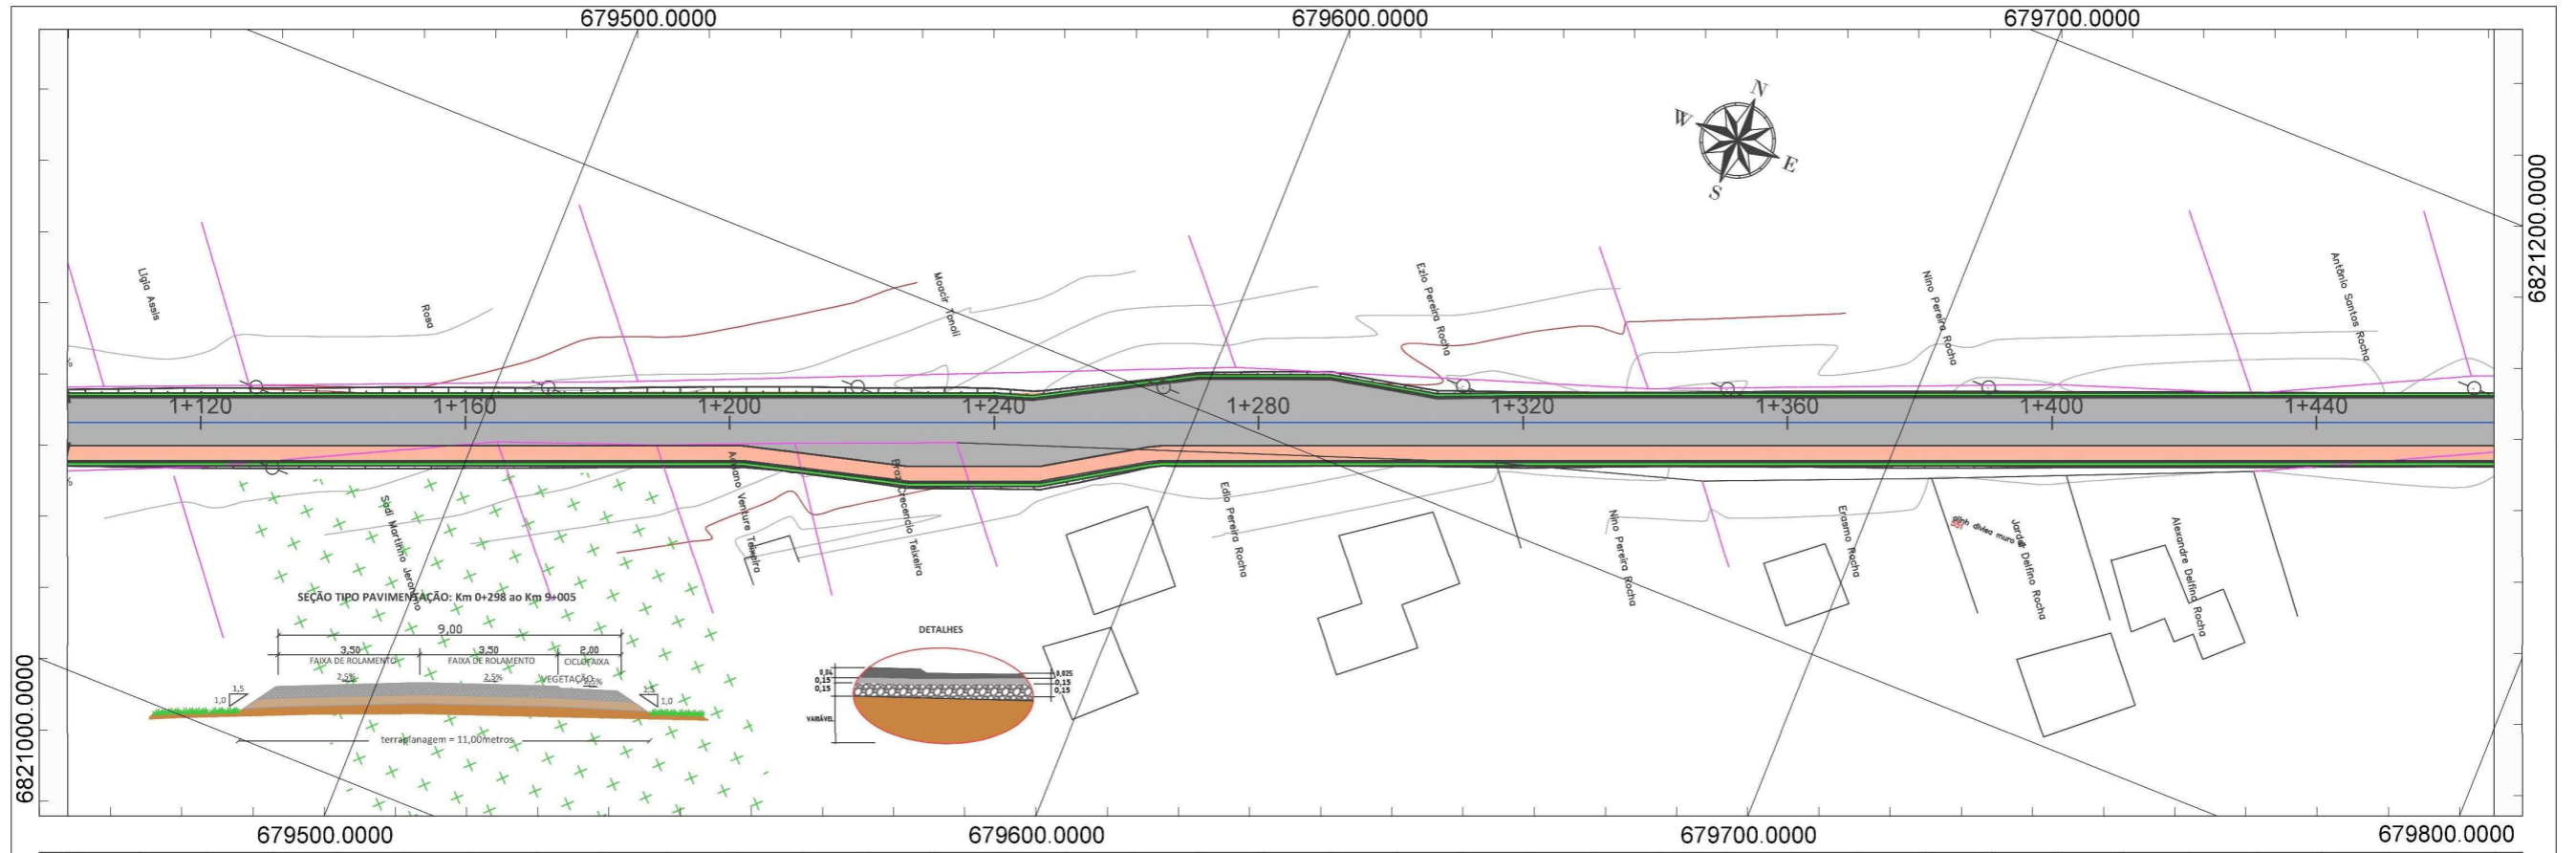 679500.0000
679600.0000
679700.0000
N
W
E
S
6821200.0000
Ligia Assis
Rosa
Moacir Tonoli
Ezio Pereira Rocha
Nino Pereira Rocha
Antônio Santos Rocha
1+120
1+160
1+200
1+240
1+280
1+320
1+360
1+400
1+440
Sadi Martinho Jeronimo
Venture Teixeira
Braz Crecencio Teixeira
Edio Pereira Rocha
Nino Pereira Rocha
Erasmo Rocha
divisa muro
Delfino Rocha
Alexandre Delfino Rocha
SEÇÃO TIPO PAVIMENTAÇÃO: Km 0+298 ao Km 9+005
9,00
3,50
3,50
2,00
FAIXA DE ROLAMENTO
FAIXA DE ROLAMENTO
CICLOFAIXA
2,5%
2,5%
VEGETAÇÃO
1,5
1,0
1,5
1,0
terraplanagem = 11,00metros
DETALHES
0,04
0,15
0,15
0,025
0,15
0,15
VARIÁVEL
6821000.0000
679500.0000
679600.0000
679700.0000
679800.0000